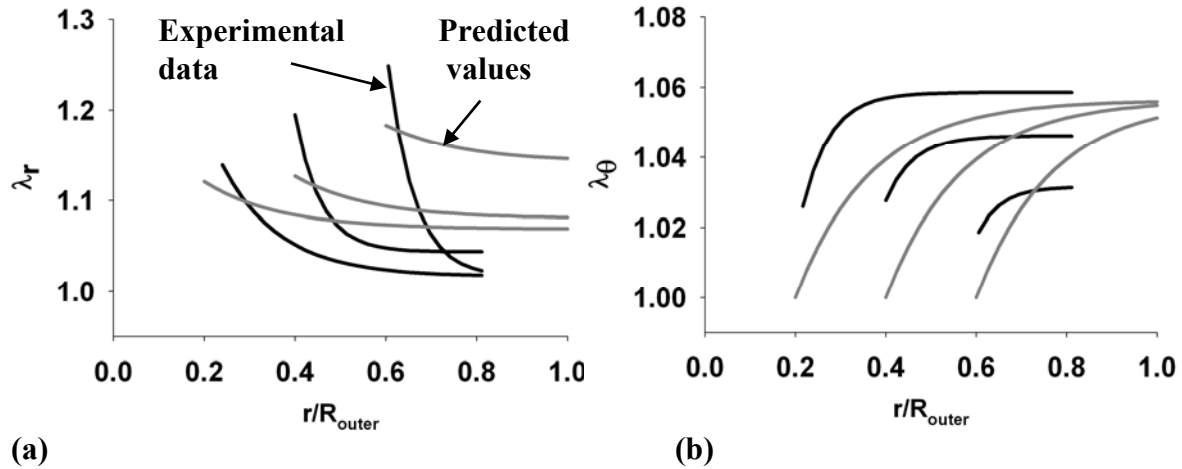 Experimental data
Predicted values
1.3
1.2
1.1
1.0
λr
0.0 0.2 0.4 0.6 0.8 1.0
r/Router
(a)
1.08
1.06
1.04
1.02
1.00
λθ
0.0 0.2 0.4 0.6 0.8 1.0
r/Router
(b)